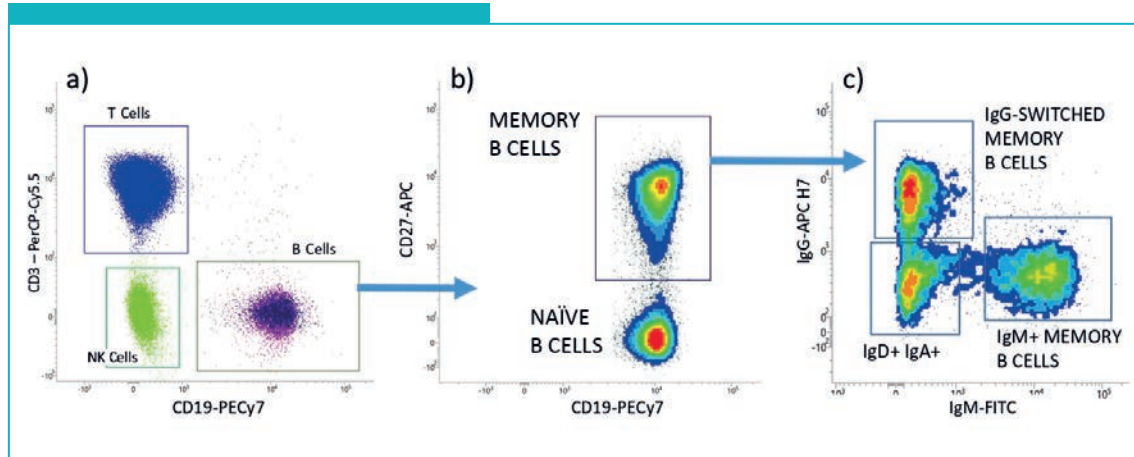 a)
T Cells
CD3 – PerCP-Cy5.5
B Cells
NK Cells
CD19-PECy7
b)
MEMORY
B CELLS
CD27-APC
NAÏVE
B CELLS
CD19-PECy7
c)
IgG-SWITCHED
MEMORY
B CELLS
IgG-APC H7
IgD+ IgA+
IgM+ MEMORY
B CELLS
IgM-FITC